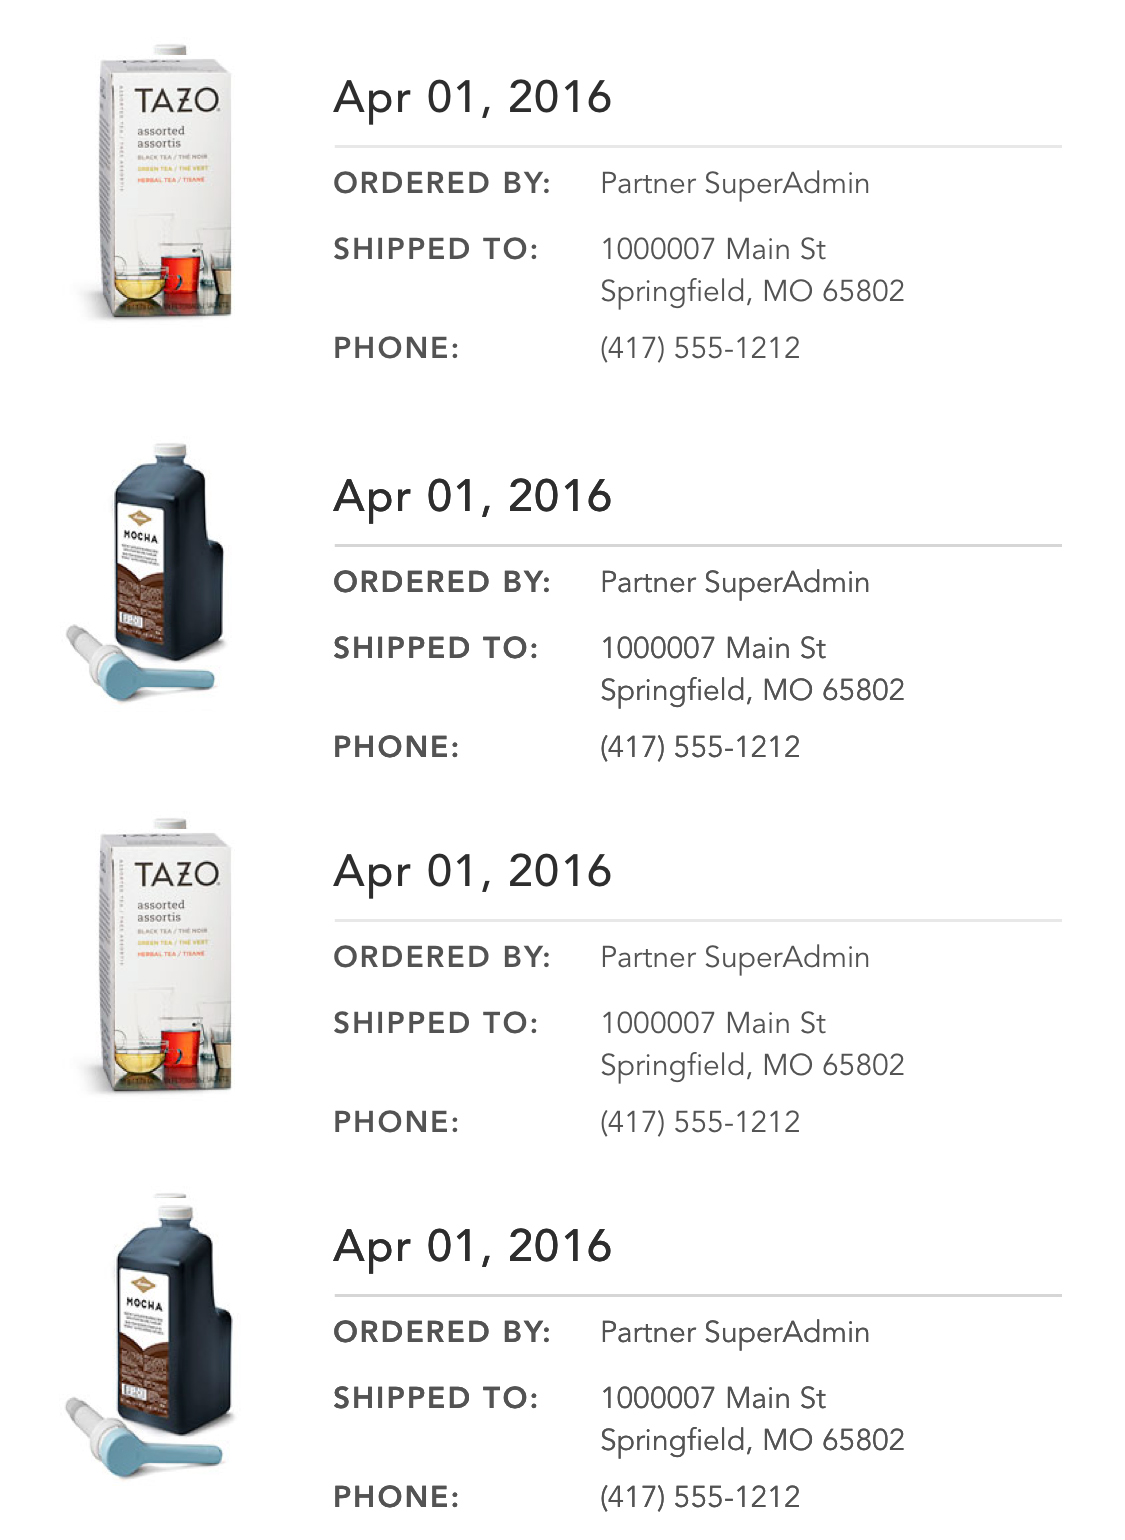 TAZO
assorted
assortis
BLACK TEA / THÉ NOIR
GREEN TEA / THÉ VERT
HERBAL TEA / TISANE
Apr 01, 2016
ORDERED BY: Partner SuperAdmin
SHIPPED TO: 1000007 Main St
Springfield, MO 65802
PHONE: (417) 555-1212
MOCHA
Apr 01, 2016
ORDERED BY: Partner SuperAdmin
SHIPPED TO: 1000007 Main St
Springfield, MO 65802
PHONE: (417) 555-1212
TAZO
assorted
assortis
BLACK TEA / THÉ NOIR
GREEN TEA / THÉ VERT
HERBAL TEA / TISANE
Apr 01, 2016
ORDERED BY: Partner SuperAdmin
SHIPPED TO: 1000007 Main St
Springfield, MO 65802
PHONE: (417) 555-1212
MOCHA
Apr 01, 2016
ORDERED BY: Partner SuperAdmin
SHIPPED TO: 1000007 Main St
Springfield, MO 65802
PHONE: (417) 555-1212